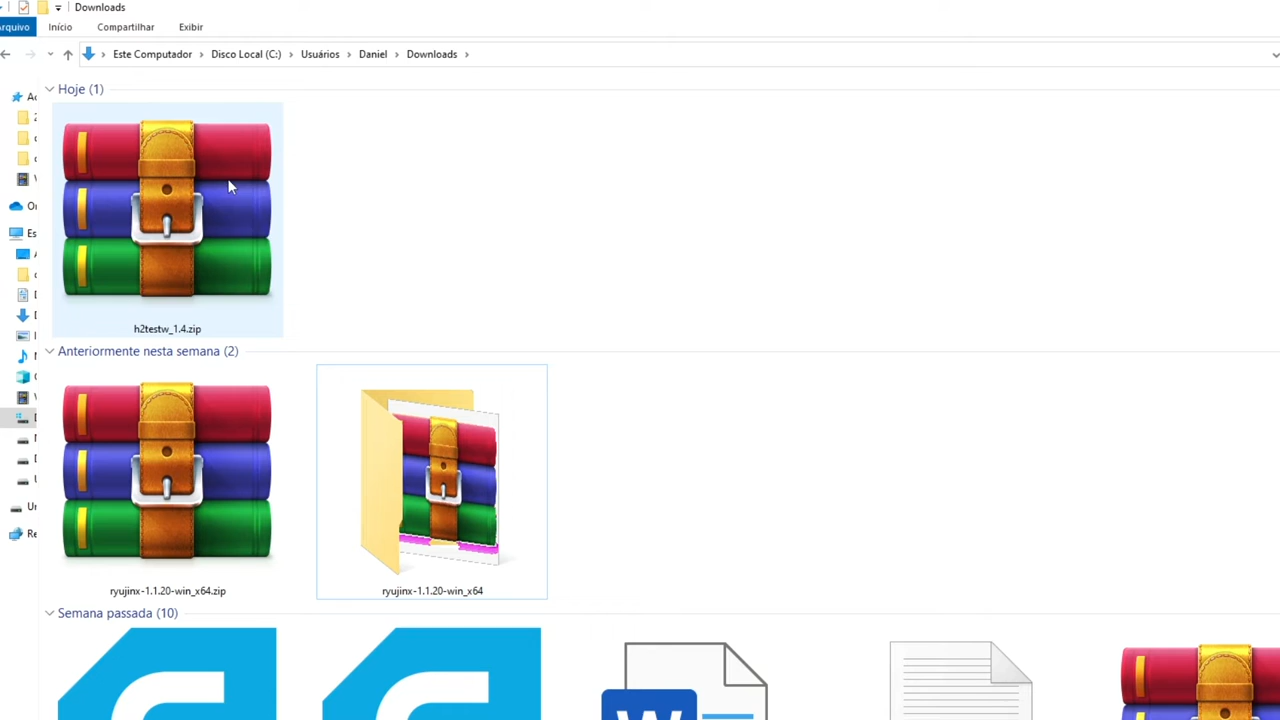 Downloads
Arquivo Início Compartilhar Exibir
Este Computador Disco Local (C:) Usuários Daniel Downloads
Hoje (1)
h2testw_1.4.zip
Anteriormente nesta semana (2)
ryujinx-1.1.20-win_x64.zip
ryujinx-1.1.20-win_x64
Semana passada (10)